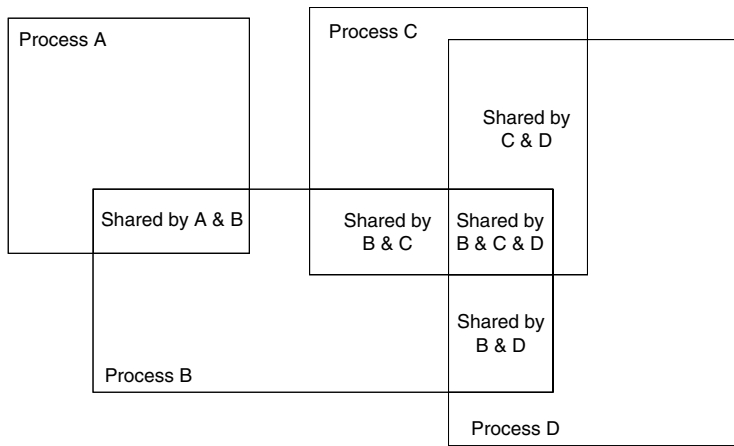 Process A
Process C
Shared by
C & D
Shared by A & B
Shared by
B & C
Shared by
B & C & D
Shared by
B & D
Process B
Process D